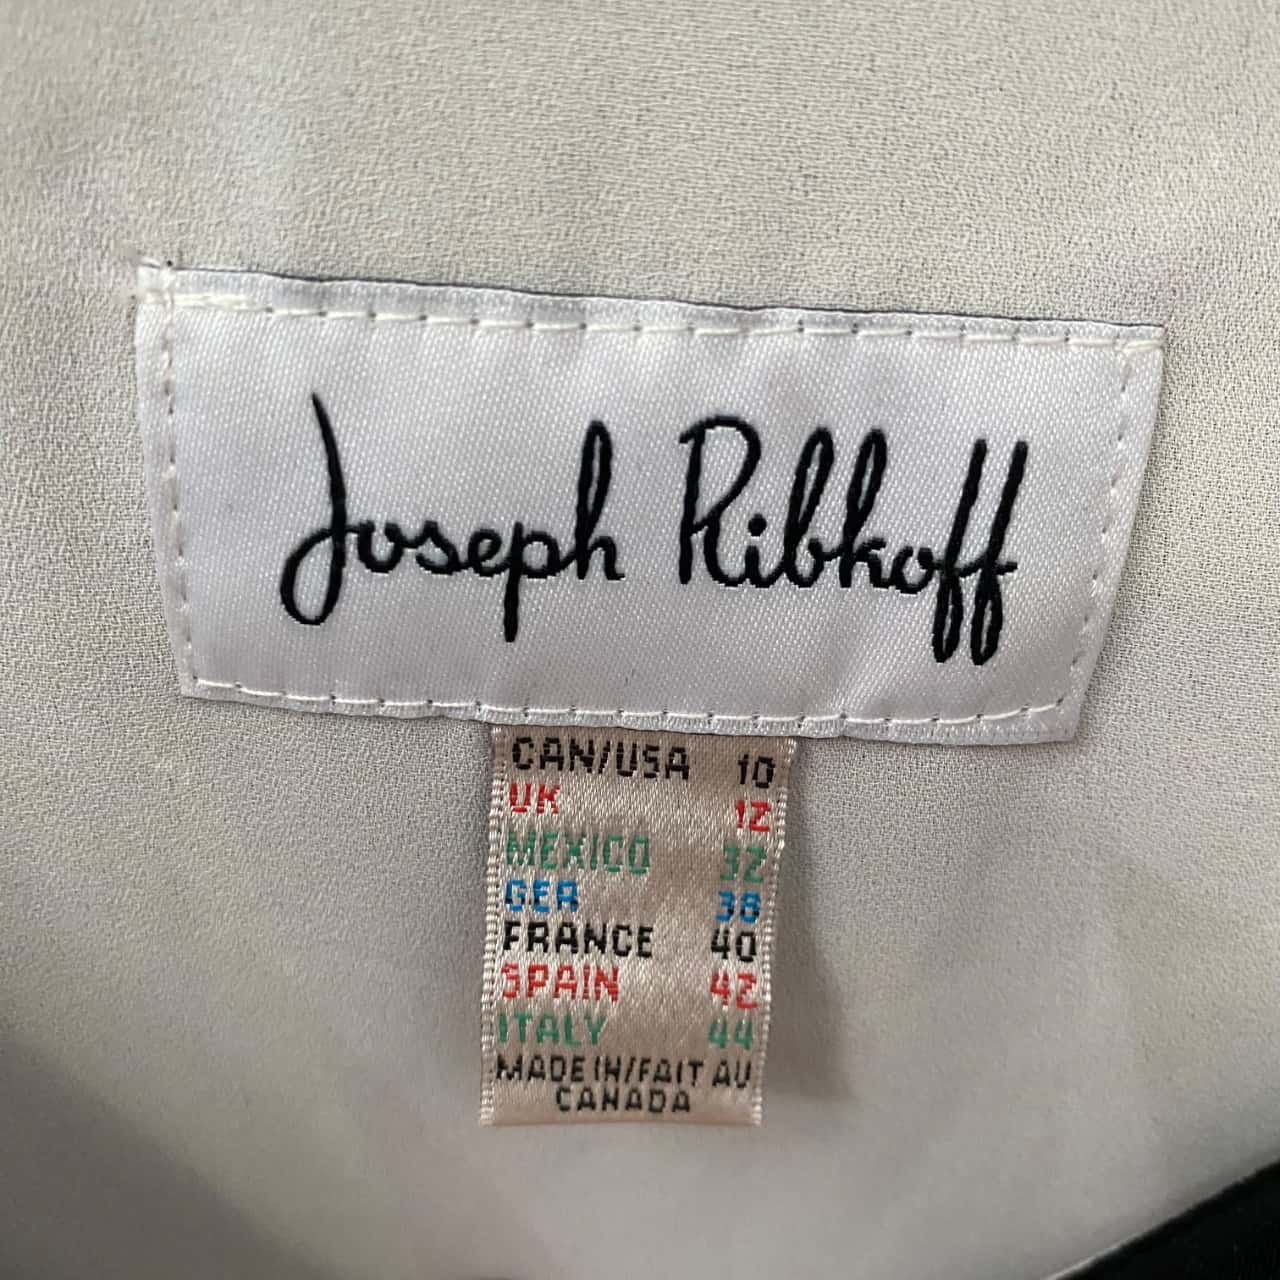 Joseph Ribkoff
CAN/USA 10
UK 12
MEXICO 32
GER 38
FRANCE 40
SPAIN 42
ITALY 44
MADE IN/FAIT AU
CANADA